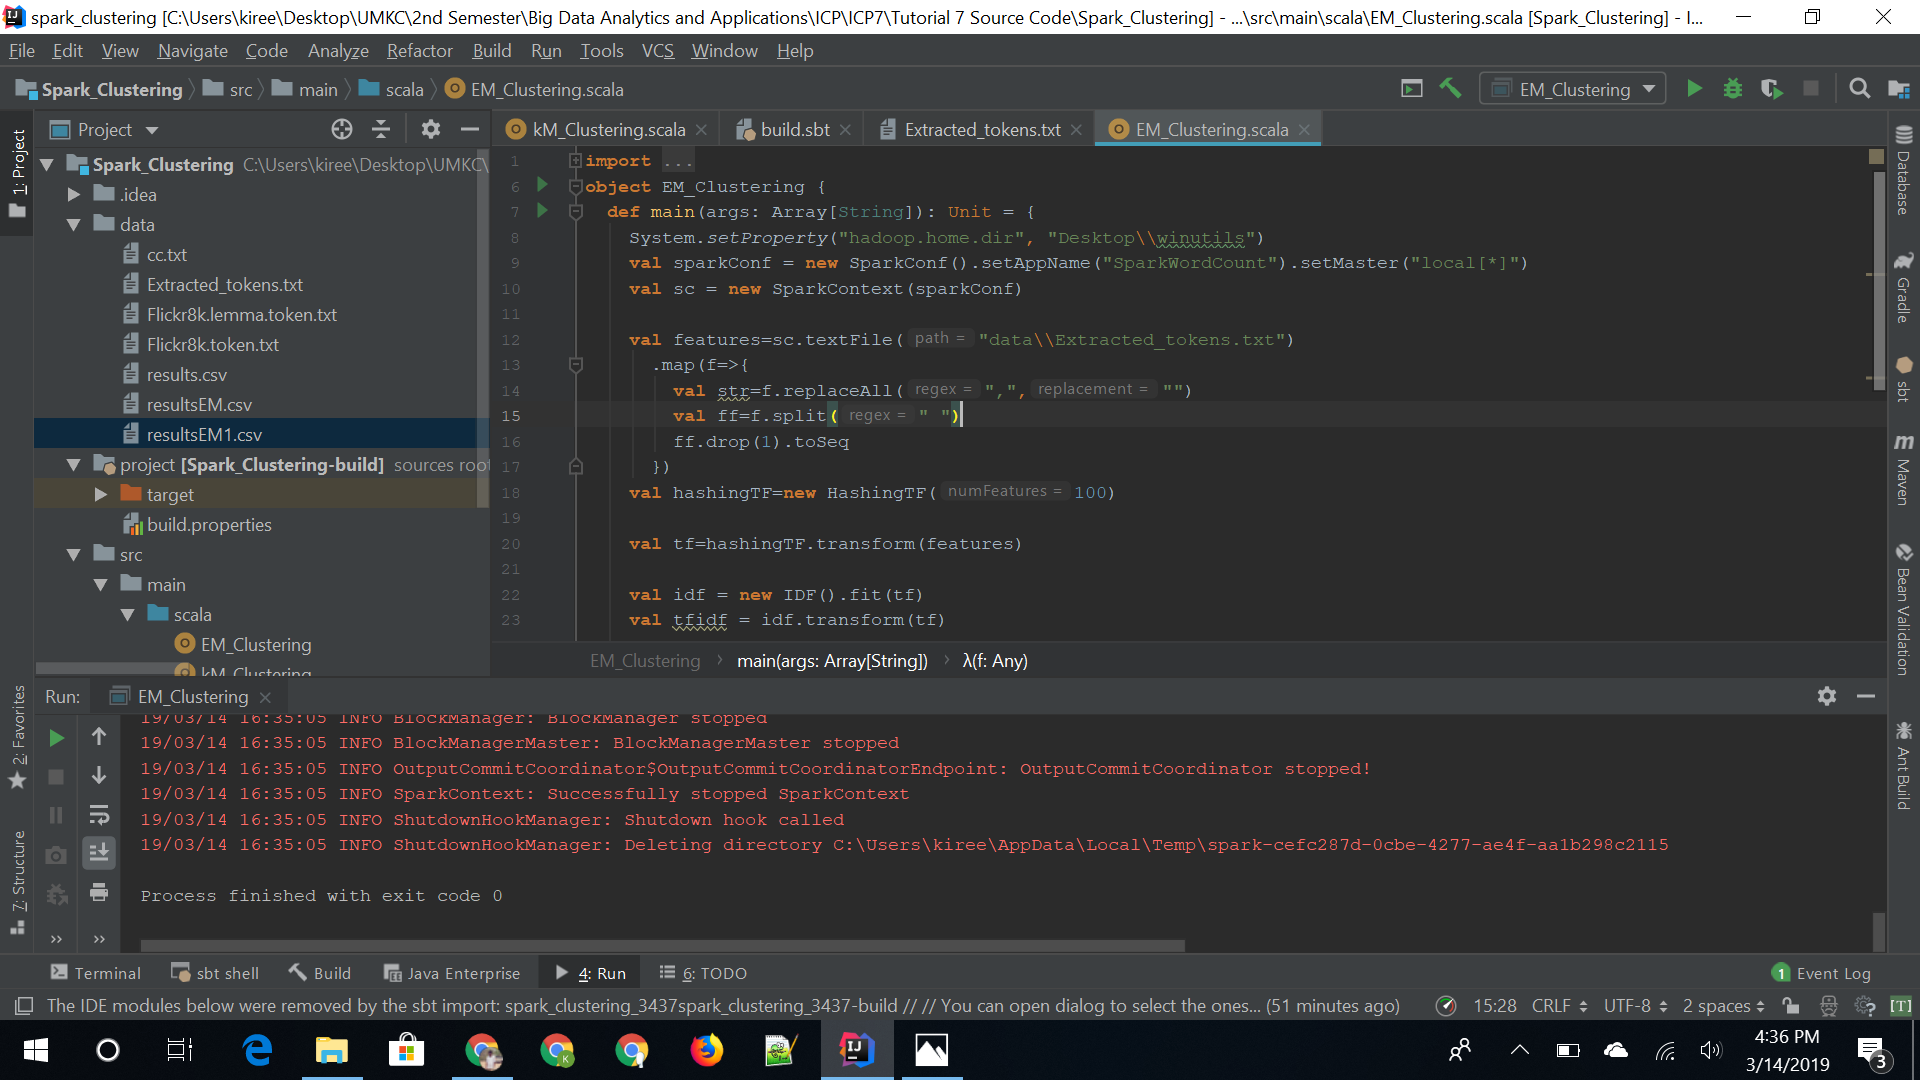 spark_clustering [C:\Users\kiree\Desktop\UMKC\2nd Semester\Big Data Analytics and Applications\ICP\ICP7\Tutorial 7 Source Code\Spark_Clustering] - ...\src\main\scala\EM_Clustering.scala [Spark_Clustering] - I...
File Edit View Navigate Code Analyze Refactor Build Run Tools VCS Window Help
Spark_Clustering src main scala EM_Clustering.scala
EM_Clustering
Project
kM_Clustering.scala build.sbt Extracted_tokens.txt EM_Clustering.scala
1: Project
Spark_Clustering C:\Users\kiree\Desktop\UMKC\
.idea
data
cc.txt
Extracted_tokens.txt
Flickr8k.lemma.token.txt
Flickr8k.token.txt
results.csv
resultsEM.csv
resultsEM1.csv
project [Spark_Clustering-build] sources root
target
build.properties
src
main
scala
EM_Clustering
kM_Clustering
1 import ...
6 object EM_Clustering {
7 def main(args: Array[String]): Unit = {
8 System.setProperty("hadoop.home.dir", "Desktop\\winutils")
9 val sparkConf = new SparkConf().setAppName("SparkWordCount").setMaster("local[*]")
10 val sc = new SparkContext(sparkConf)
11
12 val features=sc.textFile( path = "data\\Extracted_tokens.txt")
13 .map(f=>{
14 val str=f.replaceAll( regex = ",", replacement = "")
15 val ff=f.split( regex = " ")
16 ff.drop(1).toSeq
17 })
18 val hashingTF=new HashingTF( numFeatures = 100)
19
20 val tf=hashingTF.transform(features)
21
22 val idf = new IDF().fit(tf)
23 val tfidf = idf.transform(tf)
EM_Clustering main(args: Array[String]) λ(f: Any)
Database
Gradle
sbt
Maven
Bean Validation
Ant Build
2: Favorites
7: Structure
Run: EM_Clustering
19/03/14 16:35:05 INFO BlockManager: BlockManager stopped
19/03/14 16:35:05 INFO BlockManagerMaster: BlockManagerMaster stopped
19/03/14 16:35:05 INFO OutputCommitCoordinator$OutputCommitCoordinatorEndpoint: OutputCommitCoordinator stopped!
19/03/14 16:35:05 INFO SparkContext: Successfully stopped SparkContext
19/03/14 16:35:05 INFO ShutdownHookManager: Shutdown hook called
19/03/14 16:35:05 INFO ShutdownHookManager: Deleting directory C:\Users\kiree\AppData\Local\Temp\spark-cefc287d-0cbe-4277-ae4f-aa1b298c2115
Process finished with exit code 0
Terminal sbt shell Build Java Enterprise 4: Run 6: TODO 1 Event Log
The IDE modules below were removed by the sbt import: spark_clustering_3437spark_clustering_3437-build // // You can open dialog to select the ones... (51 minutes ago) 15:28 CRLF UTF-8 2 spaces [T]
4:36 PM
3/14/2019
3